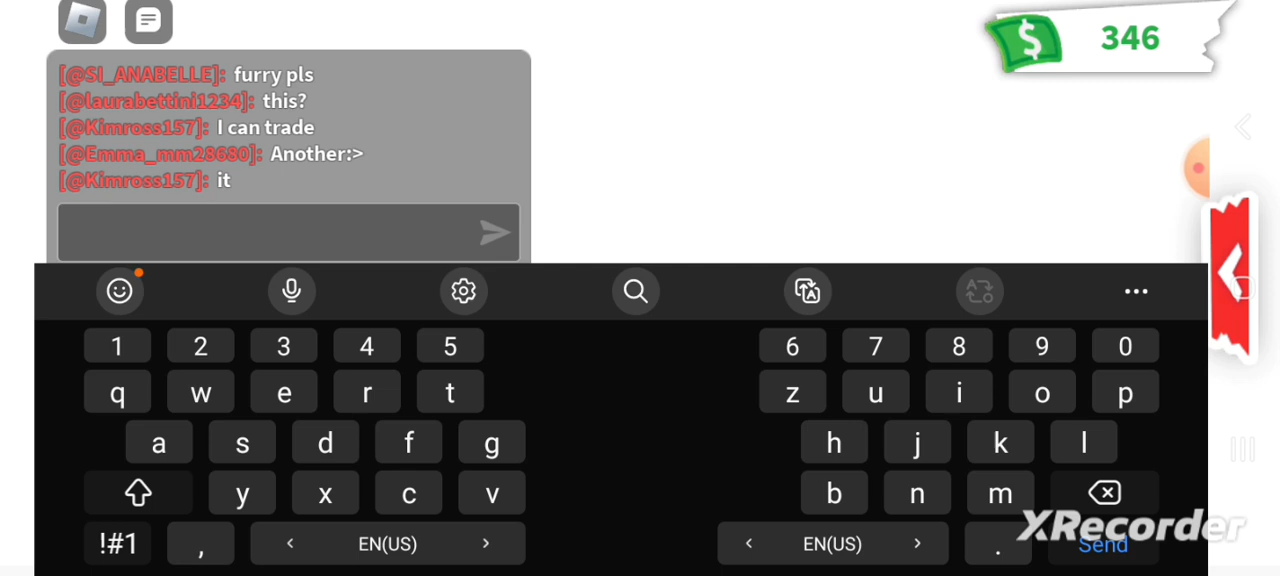 346
[@SI_ANABELLE]: furry pls
[@laurabettini1234]: this?
[@Kimross157]: I can trade
[@Emma_mm28680]: Another:>
[@Kimross157]: it
1 2 3 4 5 6 7 8 9 0
q w e r t z u i o p
a s d f g h j k l
y x c v b n m
!#1 , < EN(US) > < EN(US) > . Send
XRecorder